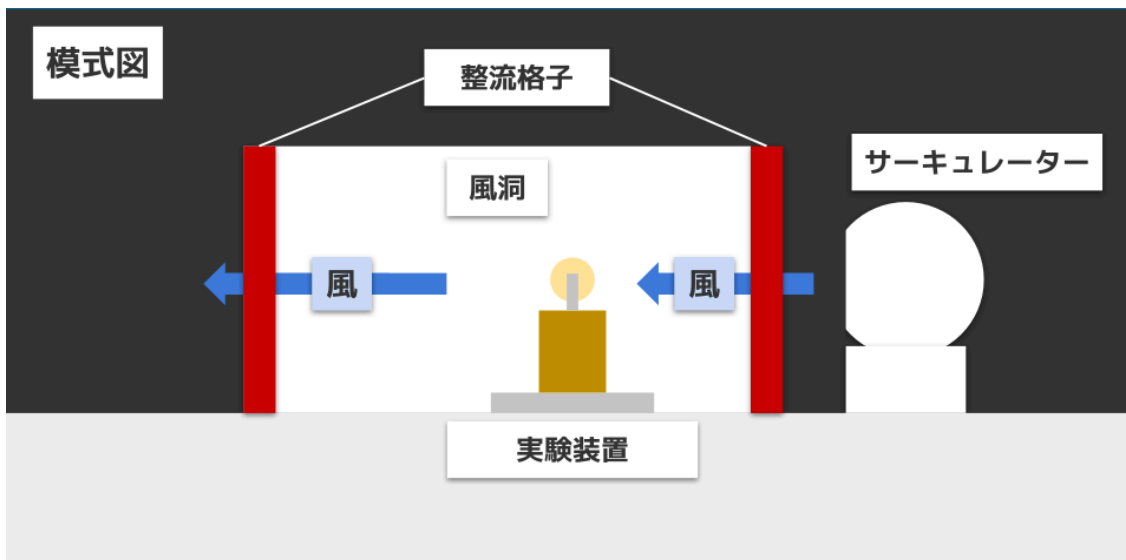 模式図
整流格子
サーキュレーター
風洞
風
風
実験装置